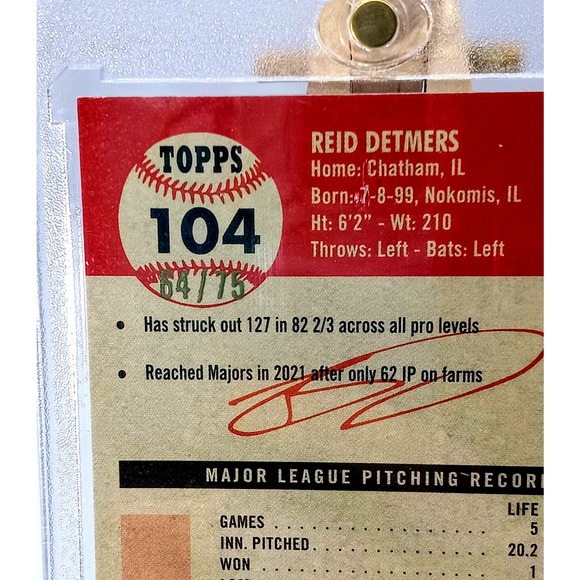 TOPPS
104
64/75
REID DETMERS
Home: Chatham, IL
Born: 7-8-99, Nokomis, IL
Ht: 6'2" - Wt: 210
Throws: Left - Bats: Left
• Has struck out 127 in 82 2/3 across all pro levels
• Reached Majors in 2021 after only 62 IP on farms
MAJOR LEAGUE PITCHING RECOR
LIFE
GAMES 5
INN. PITCHED 20.2
WON 1